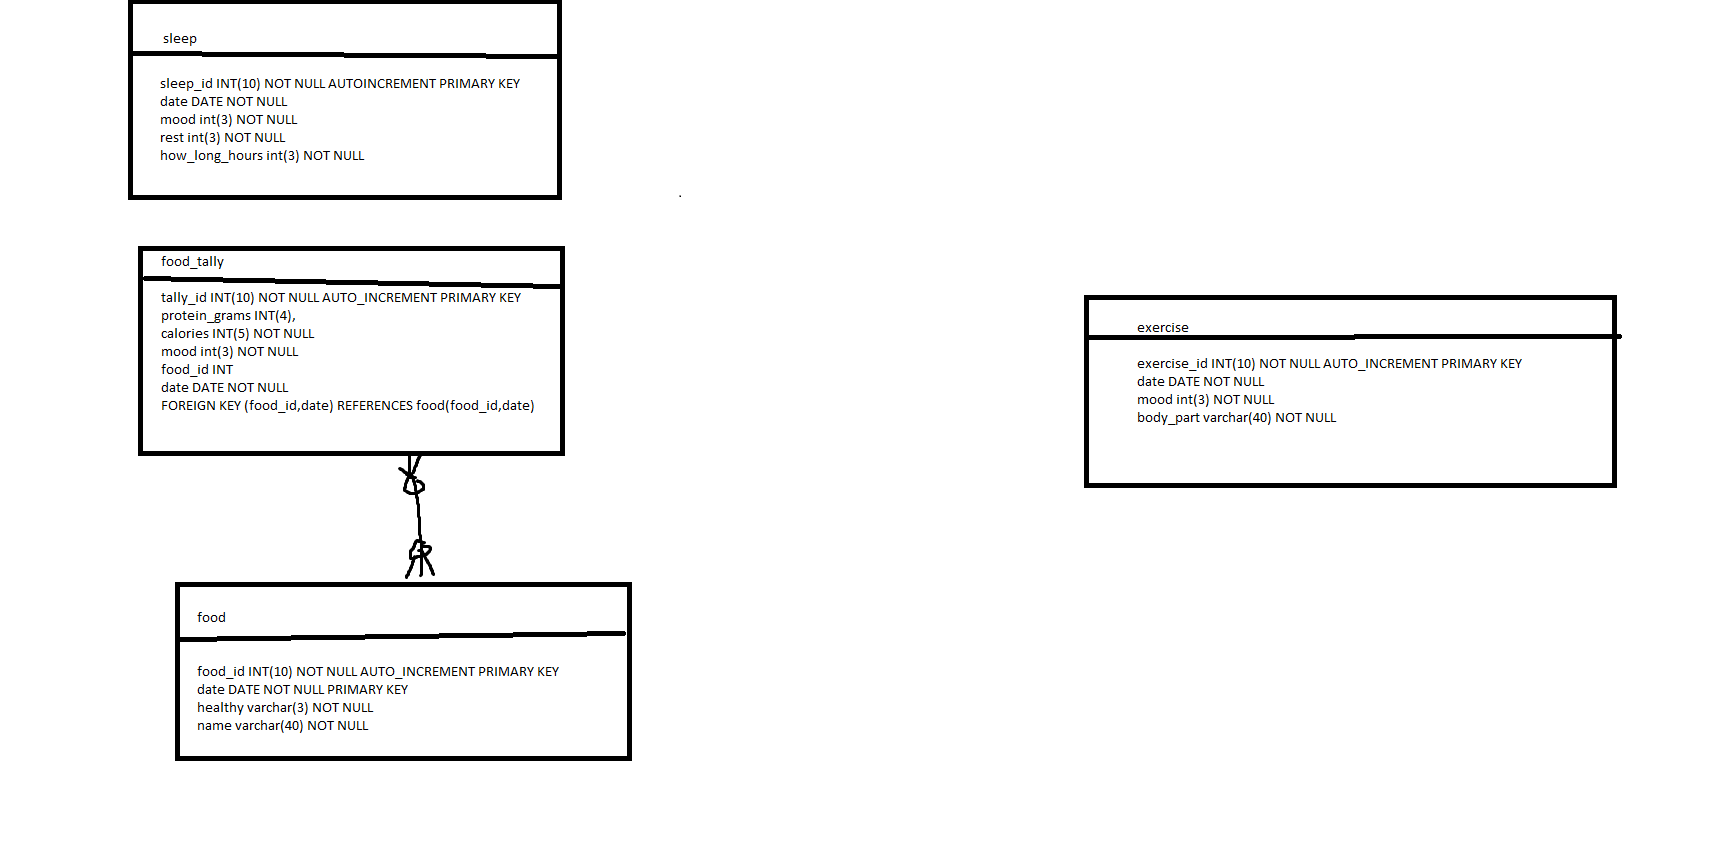 sleep
sleep_id INT(10) NOT NULL AUTOINCREMENT PRIMARY KEY
date DATE NOT NULL
mood int(3) NOT NULL
rest int(3) NOT NULL
how_long_hours int(3) NOT NULL
food_tally
tally_id INT(10) NOT NULL AUTO_INCREMENT PRIMARY KEY
protein_grams INT(4),
calories INT(5) NOT NULL
mood int(3) NOT NULL
food_id INT
date DATE NOT NULL
FOREIGN KEY (food_id,date) REFERENCES food(food_id,date)
exercise
exercise_id INT(10) NOT NULL AUTO_INCREMENT PRIMARY KEY
date DATE NOT NULL
mood int(3) NOT NULL
body_part varchar(40) NOT NULL
food
food_id INT(10) NOT NULL AUTO_INCREMENT PRIMARY KEY
date DATE NOT NULL PRIMARY KEY
healthy varchar(3) NOT NULL
name varchar(40) NOT NULL